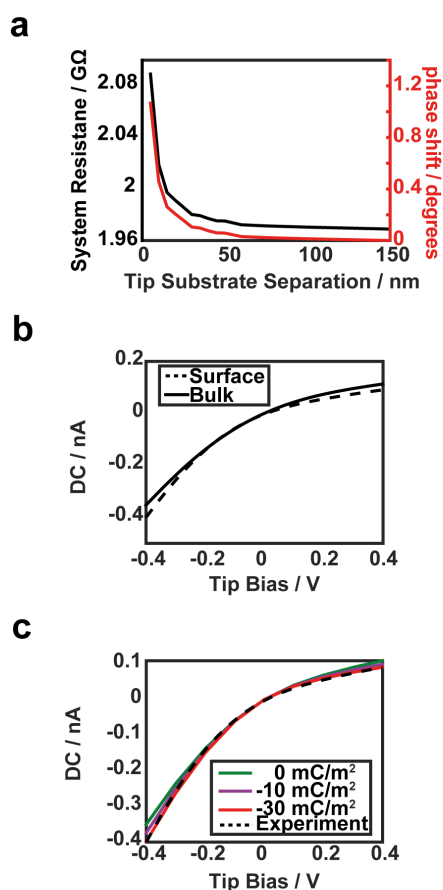 a
System Resistane / GΩ
2.08
2.04
2
1.96
phase shift / degrees
1.2
0.8
0.4
0
0 50 100 150
Tip Substrate Separation / nm
b
DC / nA
0.2
0
-0.2
-0.4
Surface
Bulk
-0.4 -0.2 0 0.2 0.4
Tip Bias / V
c
DC / nA
0.1
0
-0.1
-0.2
-0.3
-0.4
0 mC/m²
-10 mC/m²
-30 mC/m²
Experiment
-0.4 -0.2 0 0.2 0.4
Tip Bias / V